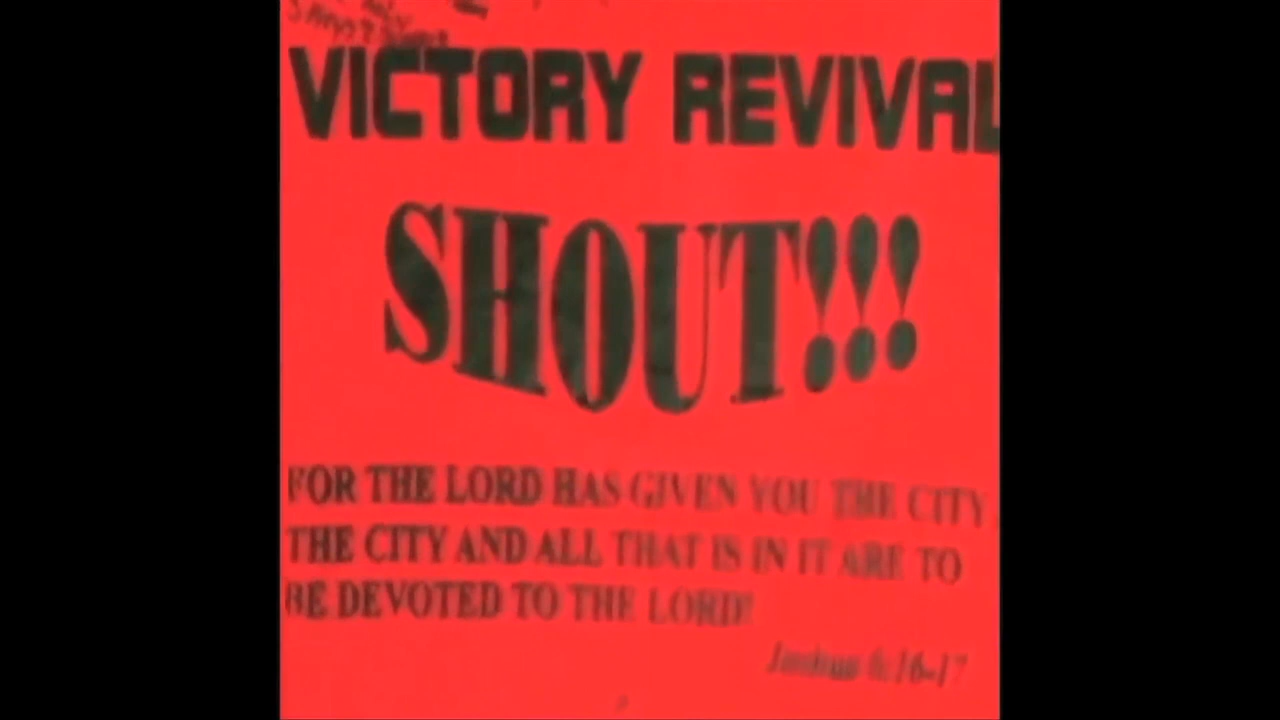 VICTORY REVIVAL
SHOUT!!!
FOR THE LORD HAS GIVEN YOU THE CITY
THE CITY AND ALL THAT IS IN IT ARE TO
BE DEVOTED TO THE LORD!
Joshua 6:16-17